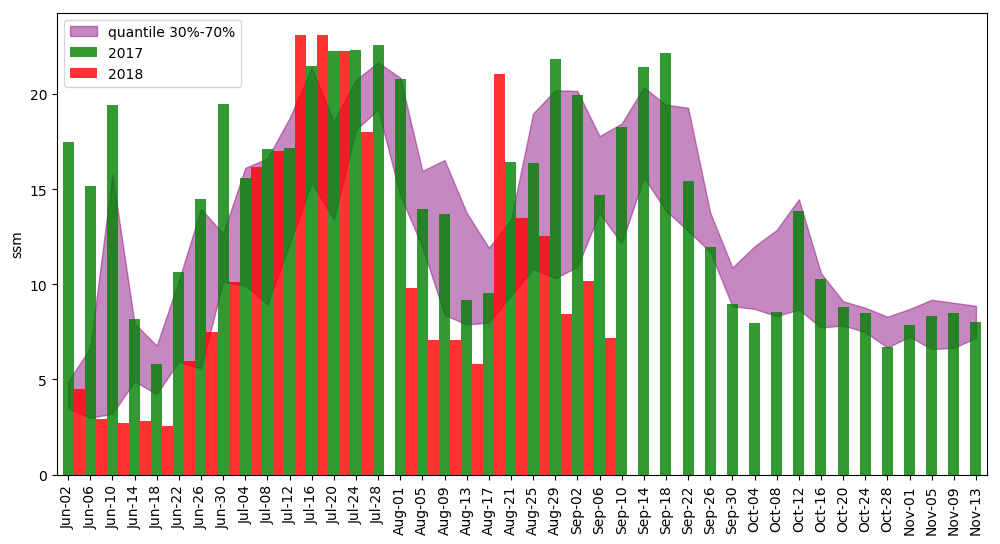 quantile 30%-70%
2017
2018
ssm
20
15
10
5
0
Jun-02
Jun-06
Jun-10
Jun-14
Jun-18
Jun-22
Jun-26
Jun-30
Jul-04
Jul-08
Jul-12
Jul-16
Jul-20
Jul-24
Jul-28
Aug-01
Aug-05
Aug-09
Aug-13
Aug-17
Aug-21
Aug-25
Aug-29
Sep-02
Sep-06
Sep-10
Sep-14
Sep-18
Sep-22
Sep-26
Sep-30
Oct-04
Oct-08
Oct-12
Oct-16
Oct-20
Oct-24
Oct-28
Nov-01
Nov-05
Nov-09
Nov-13